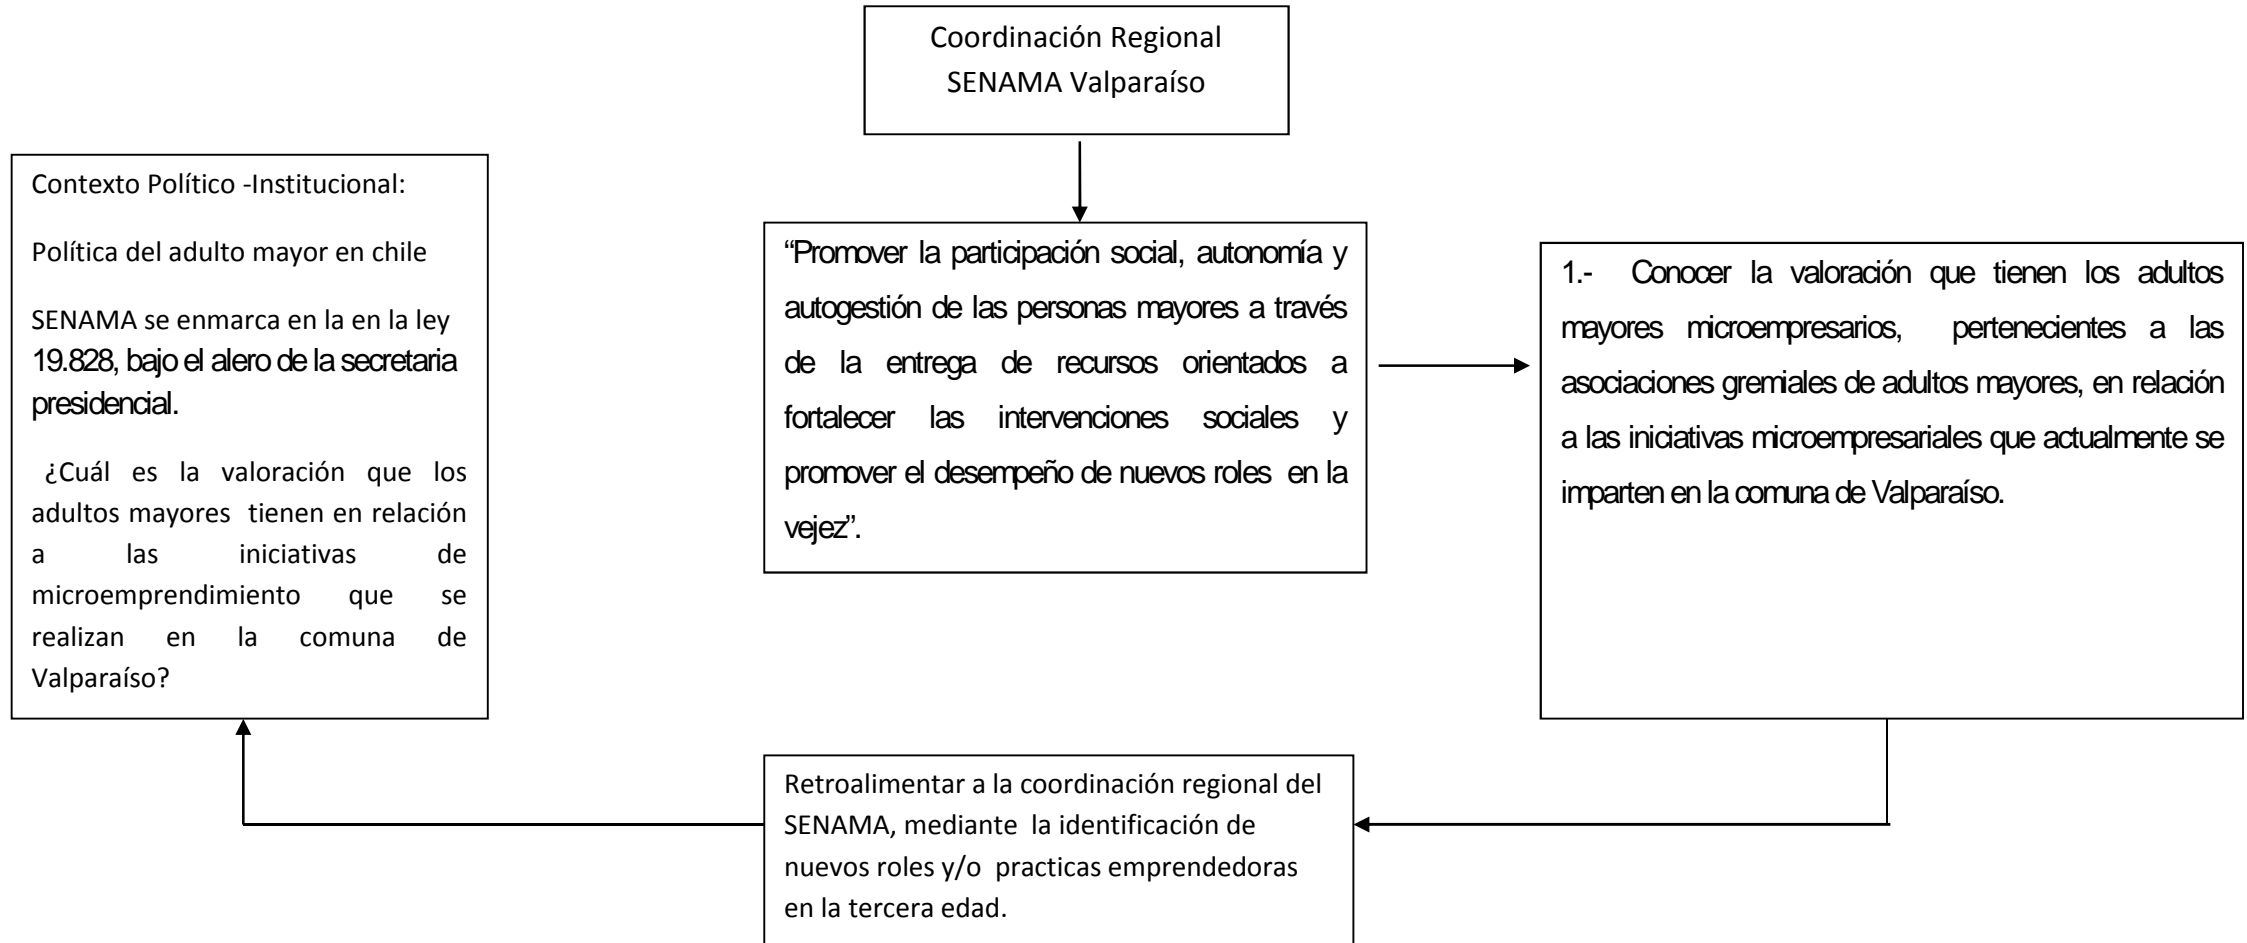 Coordinación Regional
SENAMA Valparaíso
Contexto Político -Institucional:
Política del adulto mayor en chile
SENAMA se enmarca en la en la ley
19.828, bajo el alero de la secretaria
presidencial.
¿Cuál es la valoración que los
adultos mayores tienen en relación
a las iniciativas de
microemprendimiento que se
realizan en la comuna de
Valparaíso?
“Promover la participación social, autonomía y
autogestión de las personas mayores a través
de la entrega de recursos orientados a
fortalecer las intervenciones sociales y
promover el desempeño de nuevos roles en la
vejez”.
1.- Conocer la valoración que tienen los adultos
mayores microempresarios, pertenecientes a las
asociaciones gremiales de adultos mayores, en relación
a las iniciativas microempresariales que actualmente se
imparten en la comuna de Valparaíso.
Retroalimentar a la coordinación regional del
SENAMA, mediante la identificación de
nuevos roles y/o practicas emprendedoras
en la tercera edad.